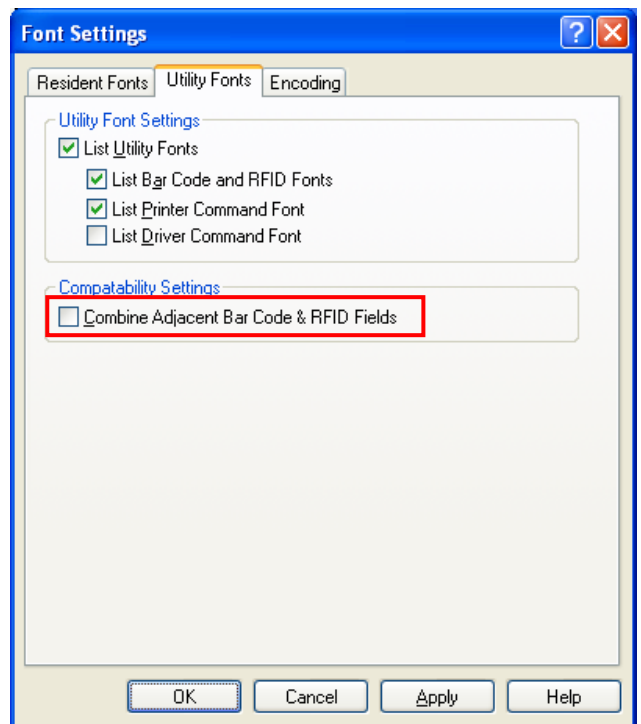 Font Settings
Resident Fonts Utility Fonts Encoding
Utility Font Settings
List Utility Fonts
List Bar Code and RFID Fonts
List Printer Command Font
List Driver Command Font
Compatability Settings
Combine Adjacent Bar Code & RFID Fields
OK Cancel Apply Help